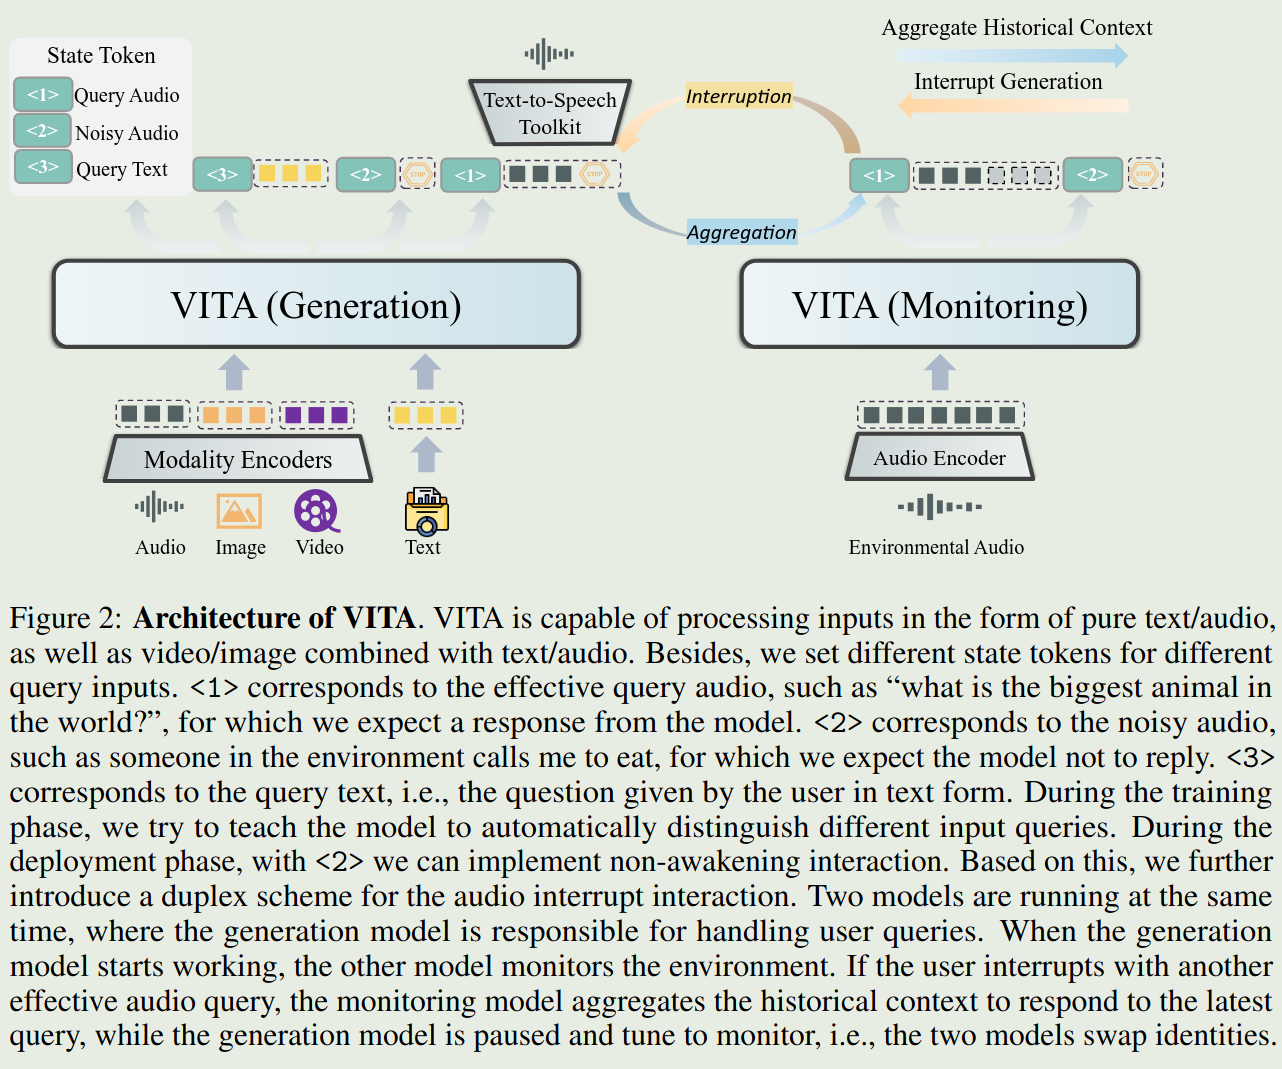 State Token
<1> Query Audio
<2> Noisy Audio
<3> Query Text
Text-to-Speech
Toolkit
Interruption
Aggregation
Aggregate Historical Context
Interrupt Generation
<3>
<2>
STOP
<1>
STOP
<1>
<2>
STOP
VITA (Generation)
VITA (Monitoring)
Modality Encoders
Audio Encoder
Audio
Image
Video
Text
Environmental Audio
Figure 2: Architecture of VITA. VITA is capable of processing inputs in the form of pure text/audio,
as well as video/image combined with text/audio. Besides, we set different state tokens for different
query inputs. <1> corresponds to the effective query audio, such as “what is the biggest animal in
the world?”, for which we expect a response from the model. <2> corresponds to the noisy audio,
such as someone in the environment calls me to eat, for which we expect the model not to reply. <3>
corresponds to the query text, i.e., the question given by the user in text form. During the training
phase, we try to teach the model to automatically distinguish different input queries. During the
deployment phase, with <2> we can implement non-awakening interaction. Based on this, we further
introduce a duplex scheme for the audio interrupt interaction. Two models are running at the same
time, where the generation model is responsible for handling user queries. When the generation
model starts working, the other model monitors the environment. If the user interrupts with another
effective audio query, the monitoring model aggregates the historical context to respond to the latest
query, while the generation model is paused and tune to monitor, i.e., the two models swap identities.